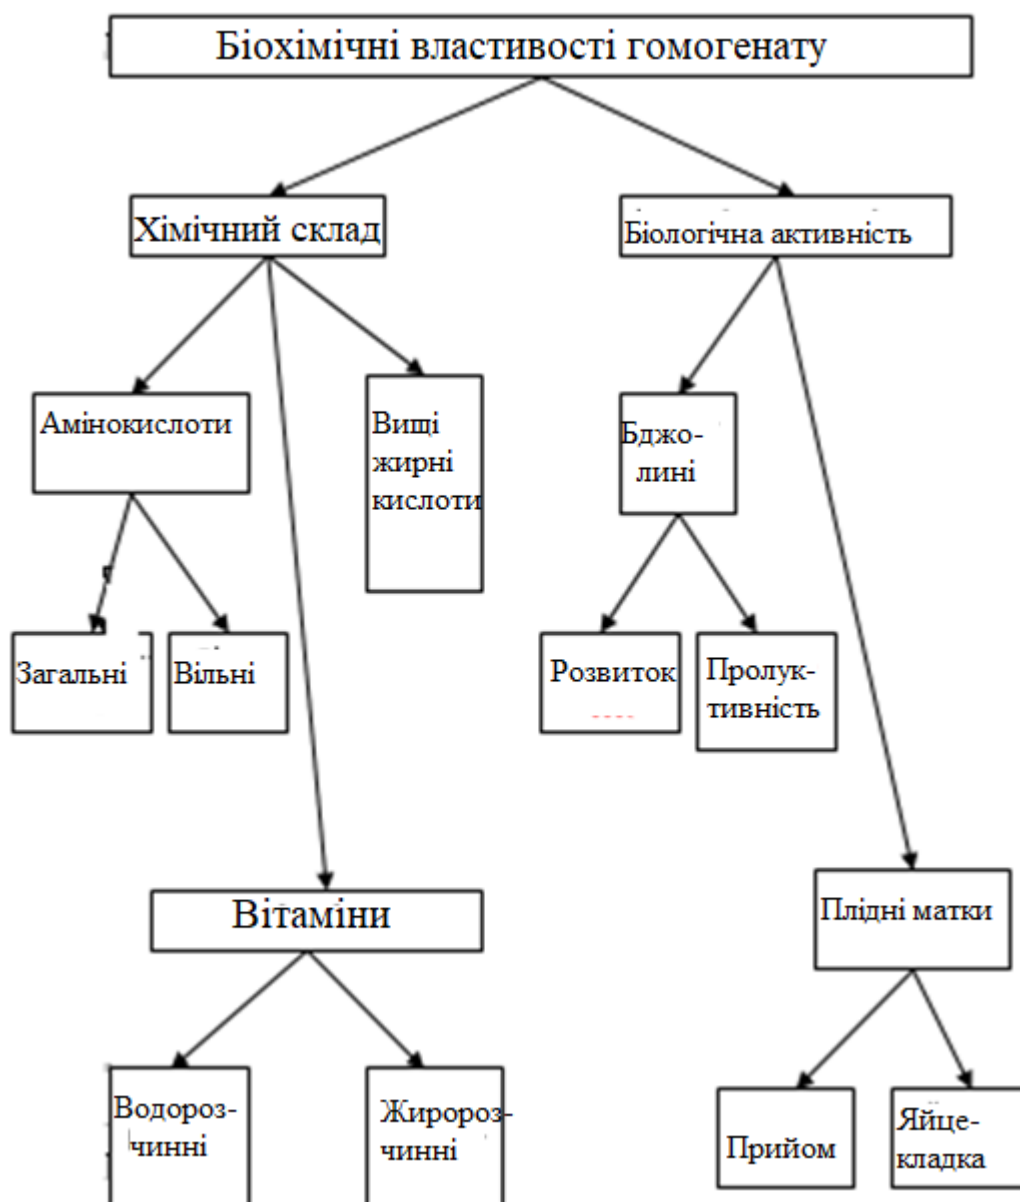 Біохімічні властивості гомогенату
Хімічний склад
Біологічна активність
Амінокислоти
Вищі
жирні
кислоти
Бджо-
лині
Загальні
Вільні
Розвиток
Пролук-
тивність
Вітаміни
Плідні матки
Водороз-
чинні
Жиророз-
чинні
Прийом
Яйце-
кладка